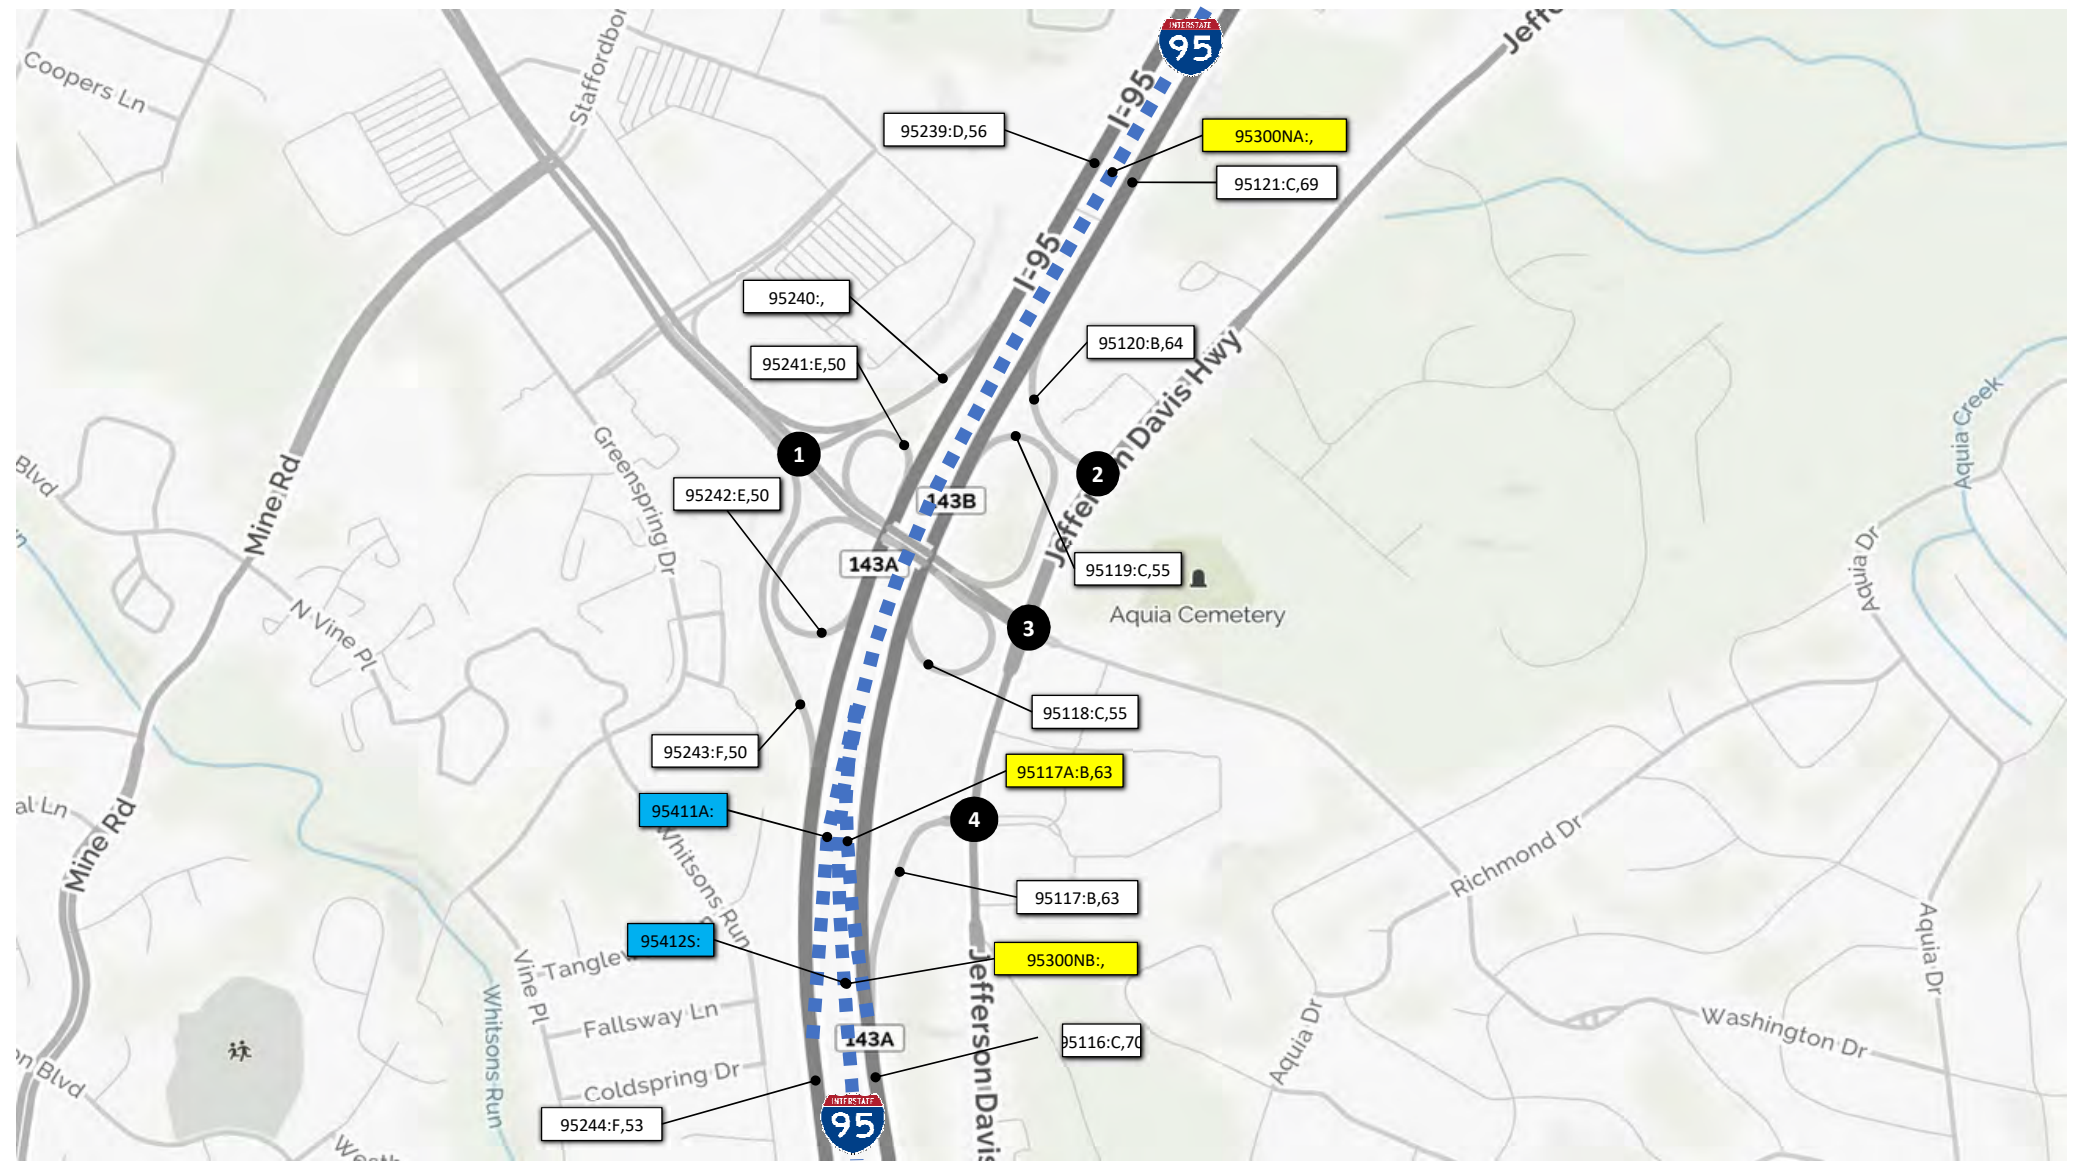 INTERSTATE
95
Jeffe
Coopers Ln
Staffordbor
I-95
95239:D,56
95300NA:,
95121:C,69
I-95
95240:,
95120:B,64
95241:E,50
Jefferson Davis Hwy
Aquia Creek
1
Greenspring Dr
Blvd
Mine Rd
2
95242:E,50
143B
143A
95119:C,55
Aquia Dr
Aquia Cemetery
N Vine Pl
3
95118:C,55
95243:F,50
95117A:B,63
95411A:
al Ln
Mine Rd
4
Whitsons Run
Richmond Dr
95117:B,63
95412S:
95300NB:,
Tanglew
Vine Pl
Aquia Dr
Whitsons Run
Fallsway Ln
Jefferson Davis
Aquia Dr
Washington Dr
143A
95116:C,70
on Blvd
Coldspring Dr
INTERSTATE
95
95244:F,53